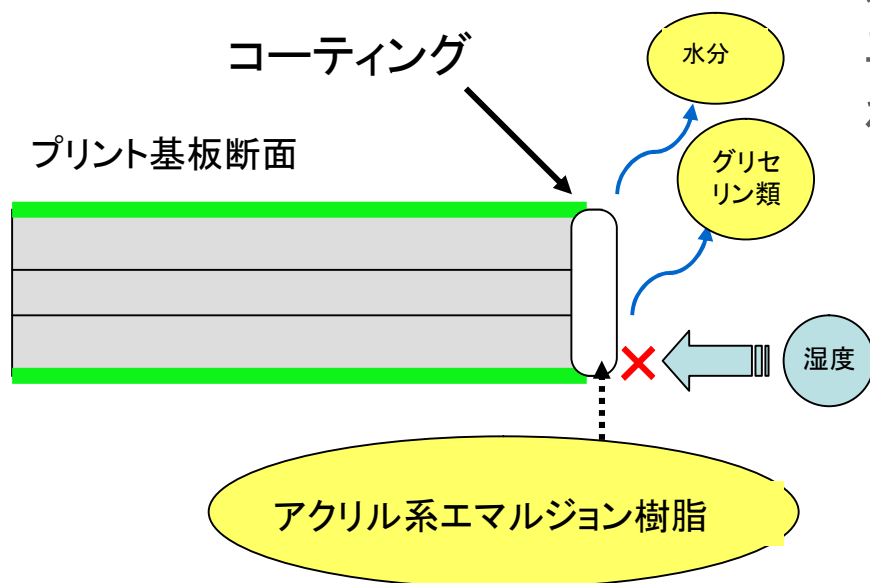 コーティング
水分
プリント基板断面
グリセ
リン類
湿度
アクリル系エマルジョン樹脂